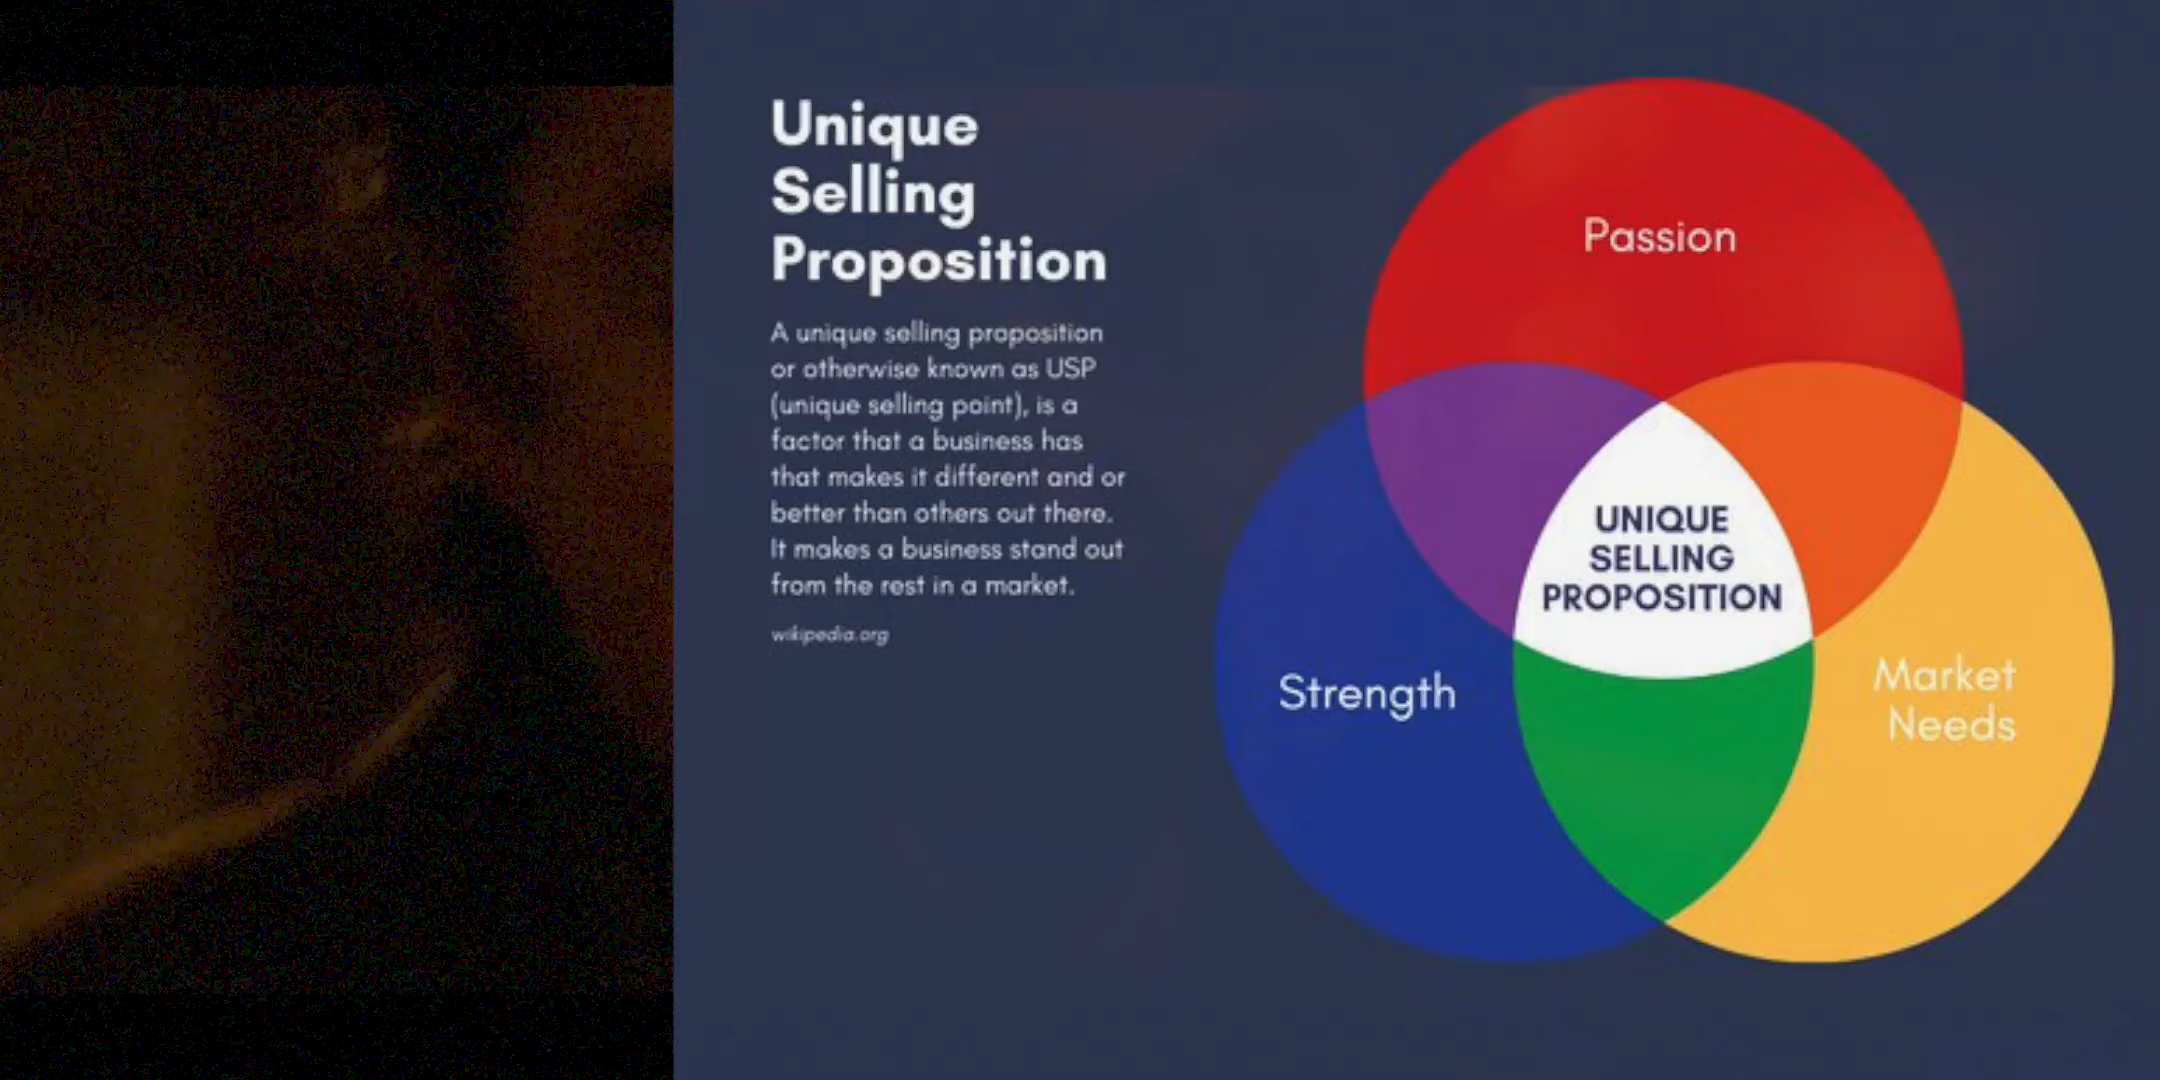 Unique
Selling
Proposition
A unique selling proposition
or otherwise known as USP
(unique selling point), is a
factor that a business has
that makes it different and or
better than others out there.
It makes a business stand out
from the rest in a market.
wikipedia.org
Passion
UNIQUE
SELLING
PROPOSITION
Strength
Market
Needs